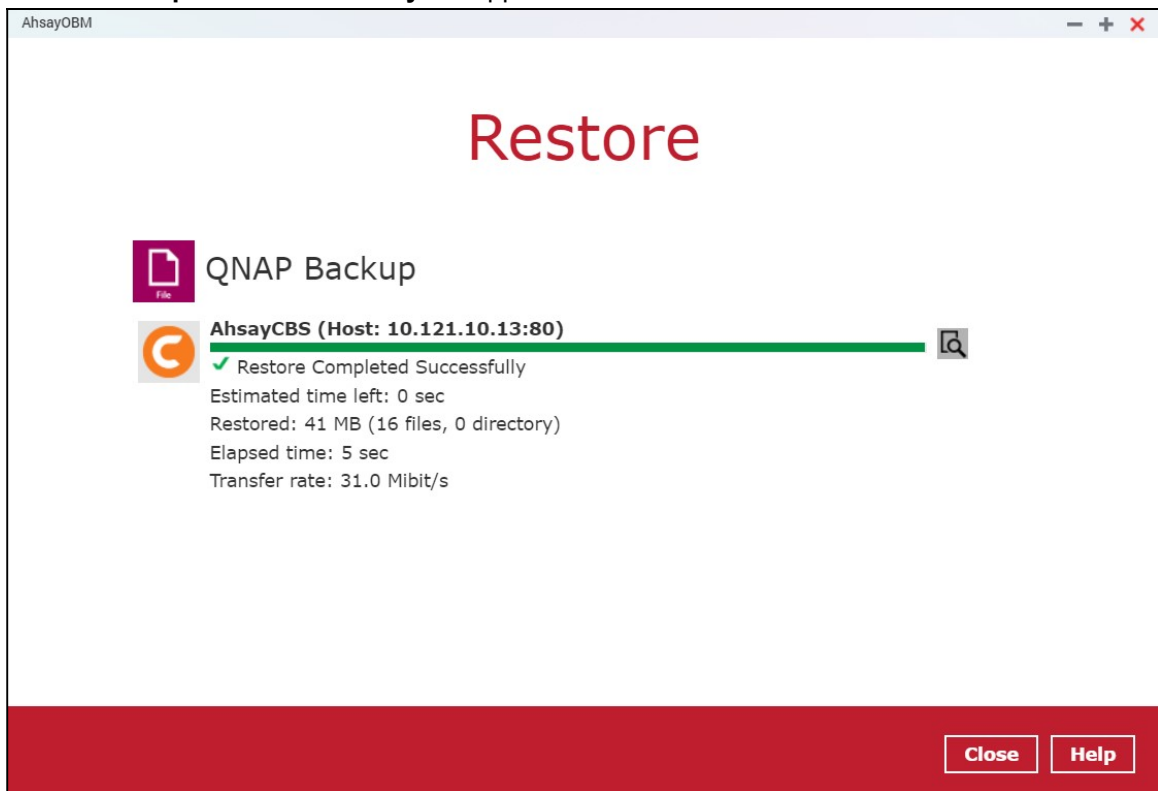 AhsayOBM
Restore
File
QNAP Backup
AhsayCBS (Host: 10.121.10.13:80)
Restore Completed Successfully
Estimated time left: 0 sec
Restored: 41 MB (16 files, 0 directory)
Elapsed time: 5 sec
Transfer rate: 31.0 Mibit/s
Close Help